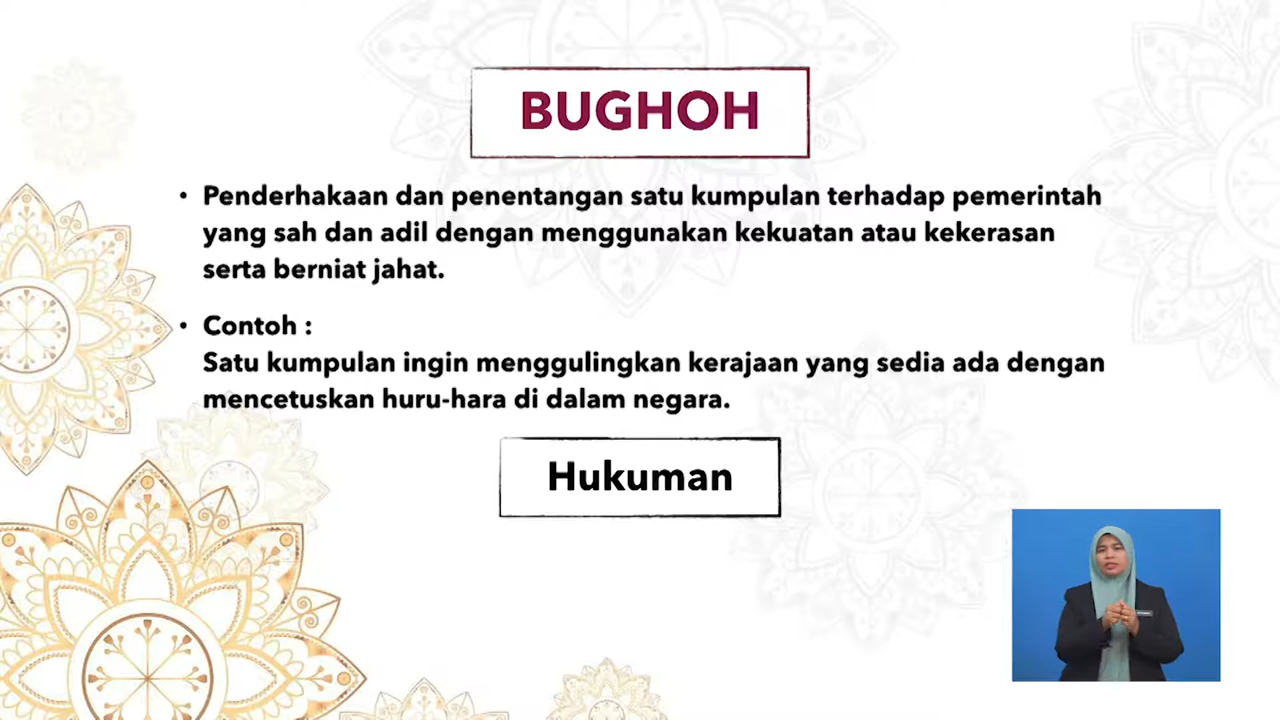 BUGHOH
• Penderhakaan dan penentangan satu kumpulan terhadap pemerintah
yang sah dan adil dengan menggunakan kekuatan atau kekerasan
serta berniat jahat.
• Contoh :
Satu kumpulan ingin menggulingkan kerajaan yang sedia ada dengan
mencetuskan huru-hara di dalam negara.
Hukuman